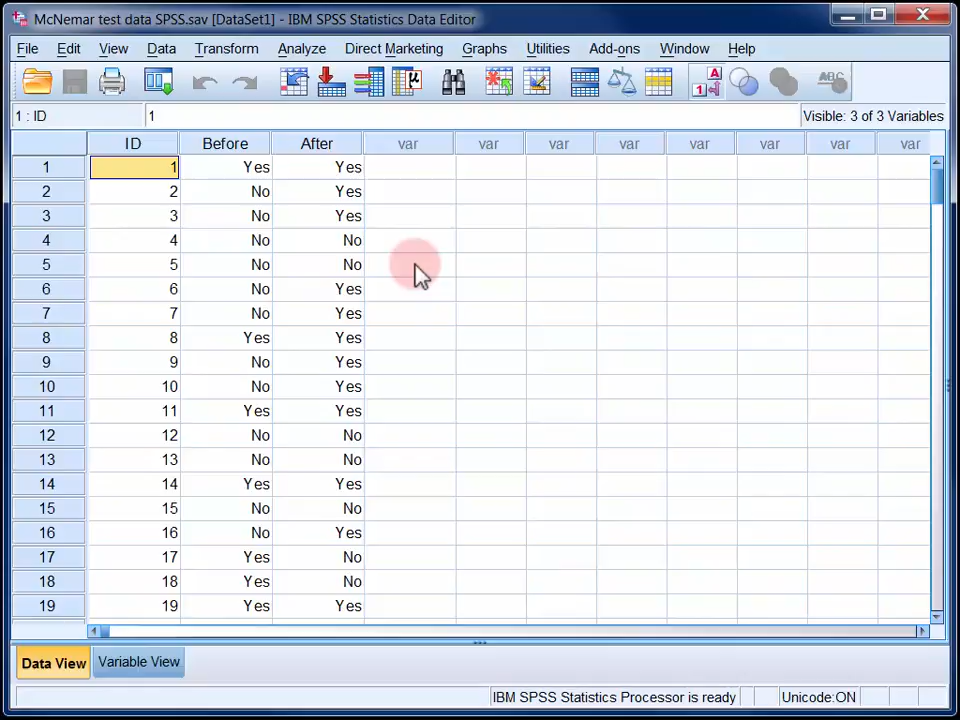 McNemar test data SPSS.sav [DataSet1] - IBM SPSS Statistics Data Editor
File Edit View Data Transform Analyze Direct Marketing Graphs Utilities Add-ons Window Help
A 1
ABC
1 : ID 1 Visible: 3 of 3 Variables
ID Before After var var var var var var var
1 1 Yes Yes
2 2 No Yes
3 3 No Yes
4 4 No No
5 5 No No
6 6 No Yes
7 7 No Yes
8 8 Yes Yes
9 9 No Yes
10 10 No Yes
11 11 Yes Yes
12 12 No No
13 13 No No
14 14 Yes Yes
15 15 No No
16 16 No Yes
17 17 Yes No
18 18 Yes No
19 19 Yes Yes
Data View Variable View
IBM SPSS Statistics Processor is ready Unicode:ON